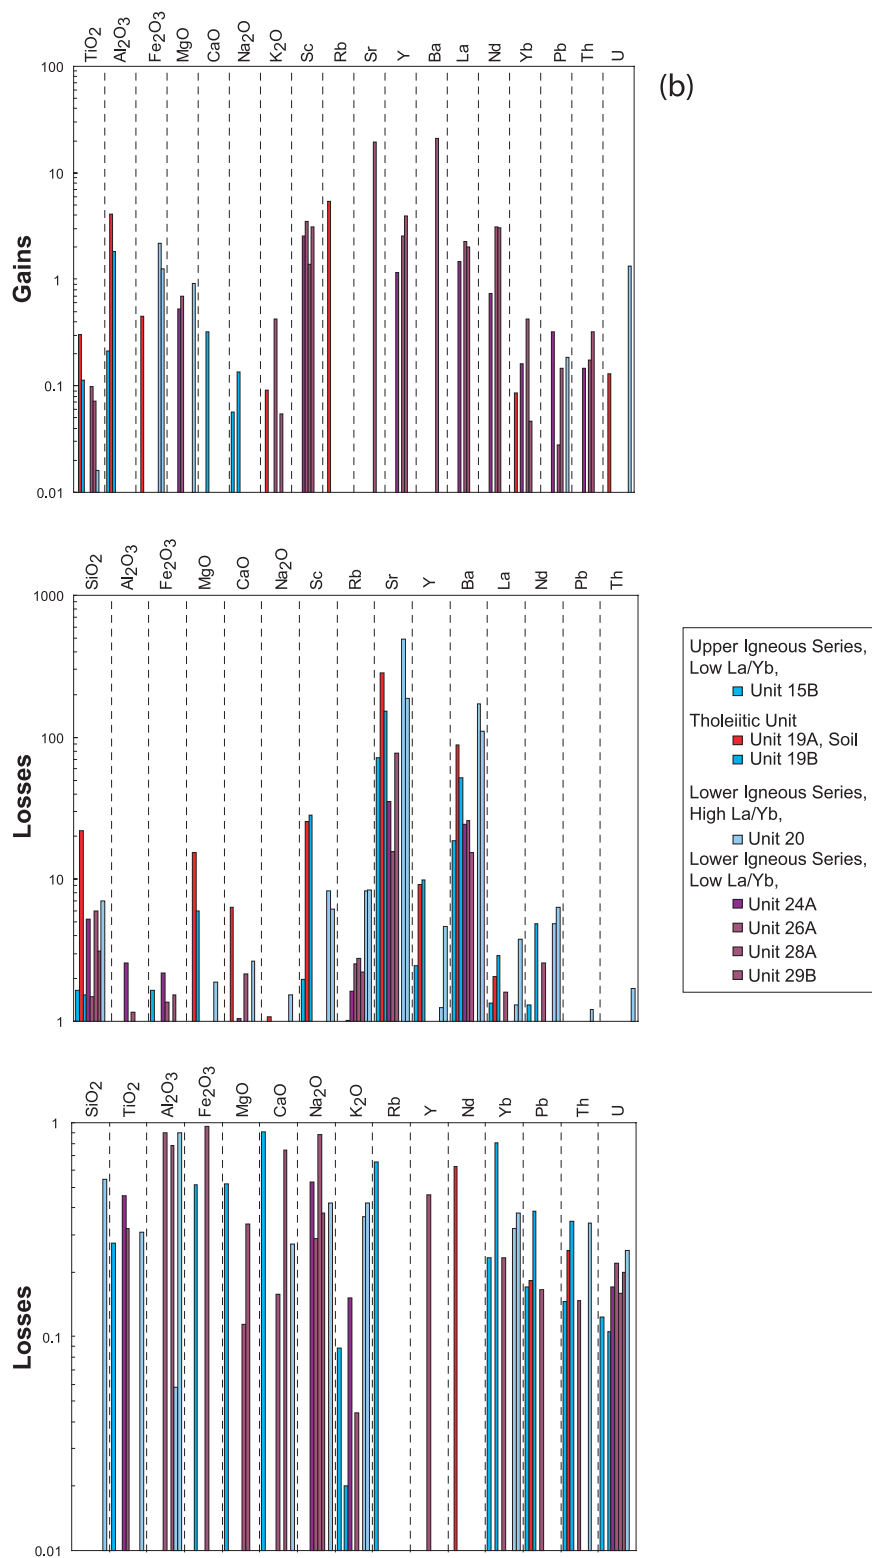 TiO2 Al2O3 Fe2O3 MgO CaO Na2O K2O Sc Rb Sr Y Ba La Nd Yb Pb Th U
(b)
100
10
1
0.1
0.01
Gains
SiO2 Al2O3 Fe2O3 MgO CaO Na2O Sc Rb Sr Y Ba La Nd Pb Th
1000
100
10
1
Losses
Upper Igneous Series,
Low La/Yb,
Unit 15B
Tholeiitic Unit
Unit 19A, Soil
Unit 19B
Lower Igneous Series,
High La/Yb,
Unit 20
Lower Igneous Series,
Low La/Yb,
Unit 24A
Unit 26A
Unit 28A
Unit 29B
SiO2 TiO2 Al2O3 Fe2O3 MgO CaO Na2O K2O Rb Y Nd Yb Pb Th U
1
0.1
0.01
Losses